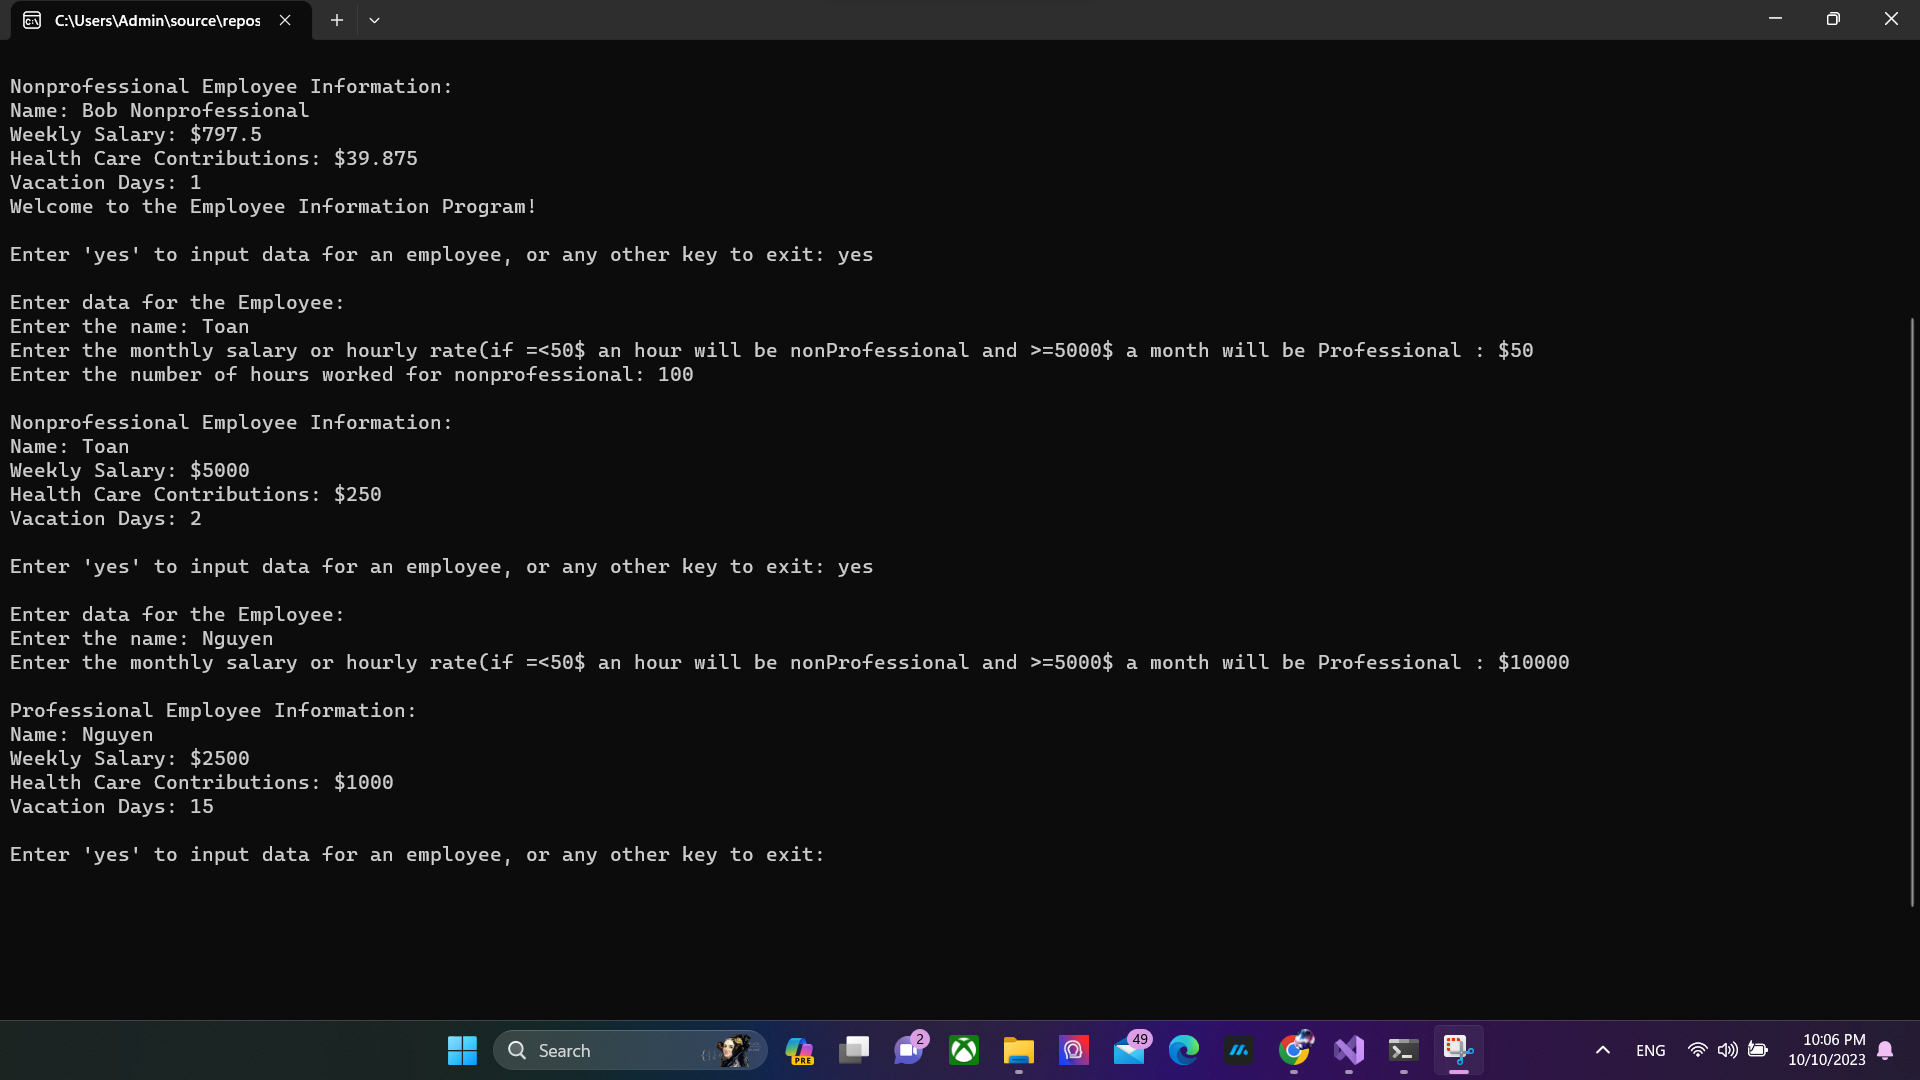 C:\Users\Admin\source\repos
Nonprofessional Employee Information:
Name: Bob Nonprofessional
Weekly Salary: $797.5
Health Care Contributions: $39.875
Vacation Days: 1
Welcome to the Employee Information Program!
Enter 'yes' to input data for an employee, or any other key to exit: yes
Enter data for the Employee:
Enter the name: Toan
Enter the monthly salary or hourly rate(if =<50$ an hour will be nonProfessional and >=5000$ a month will be Professional : $50
Enter the number of hours worked for nonprofessional: 100
Nonprofessional Employee Information:
Name: Toan
Weekly Salary: $5000
Health Care Contributions: $250
Vacation Days: 2
Enter 'yes' to input data for an employee, or any other key to exit: yes
Enter data for the Employee:
Enter the name: Nguyen
Enter the monthly salary or hourly rate(if =<50$ an hour will be nonProfessional and >=5000$ a month will be Professional : $10000
Professional Employee Information:
Name: Nguyen
Weekly Salary: $2500
Health Care Contributions: $1000
Vacation Days: 15
Enter 'yes' to input data for an employee, or any other key to exit:
Search
PRE
2
49
ENG
10:06 PM
10/10/2023